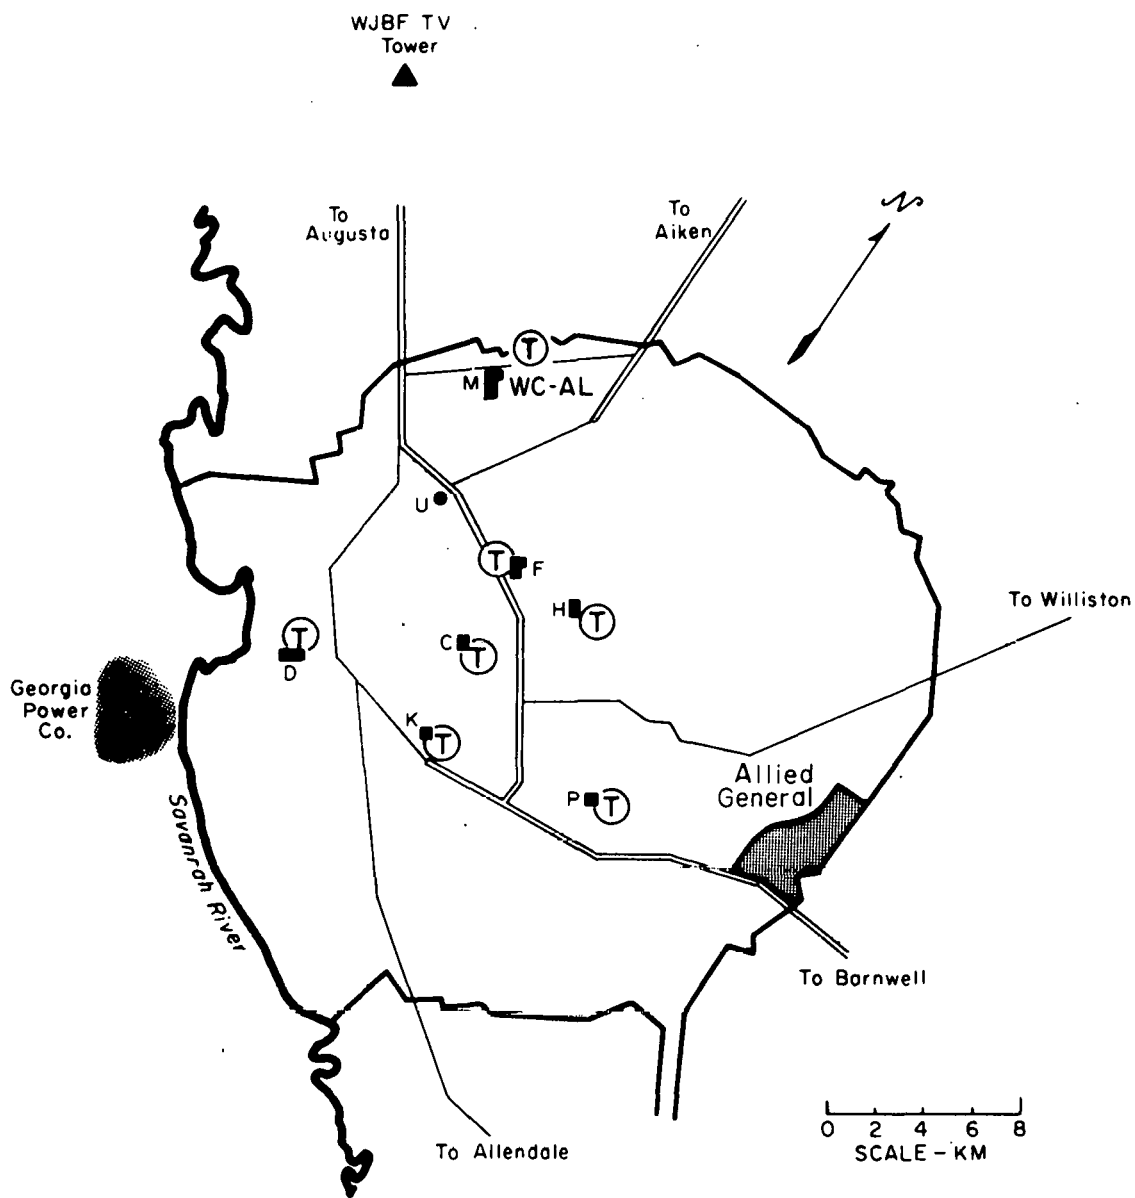 WJBF TV
Tower
N
To
Augusta
To
Aiken
T
M
WC-AL
U
T
F
H
T
To Williston
T
D
C
T
Georgia
Power
Co.
K
T
Allied
General
P
T
Savanrah River
To Barnwell
To Allendale
0 2 4 6 8
SCALE - KM